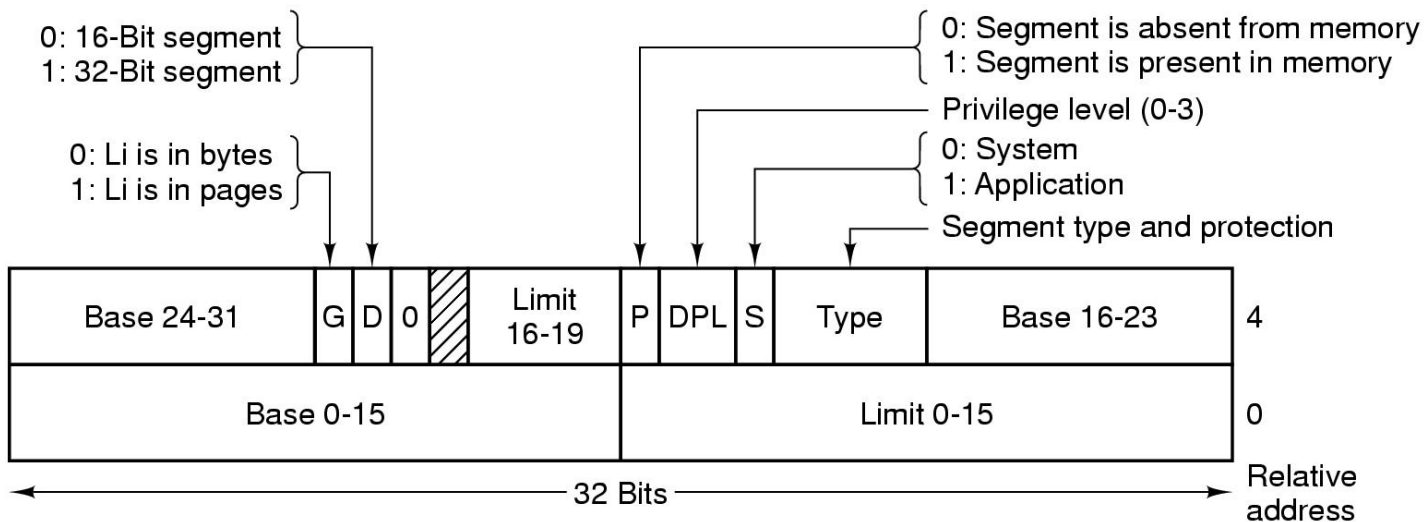 0: 16-Bit segment
1: 32-Bit segment
0: Li is in bytes
1: Li is in pages
0: Segment is absent from memory
1: Segment is present in memory
Privilege level (0-3)
0: System
1: Application
Segment type and protection
Base 24-31
G
D
0
Limit
16-19
P
DPL
S
Type
Base 16-23
4
Base 0-15
Limit 0-15
0
32 Bits
Relative
address